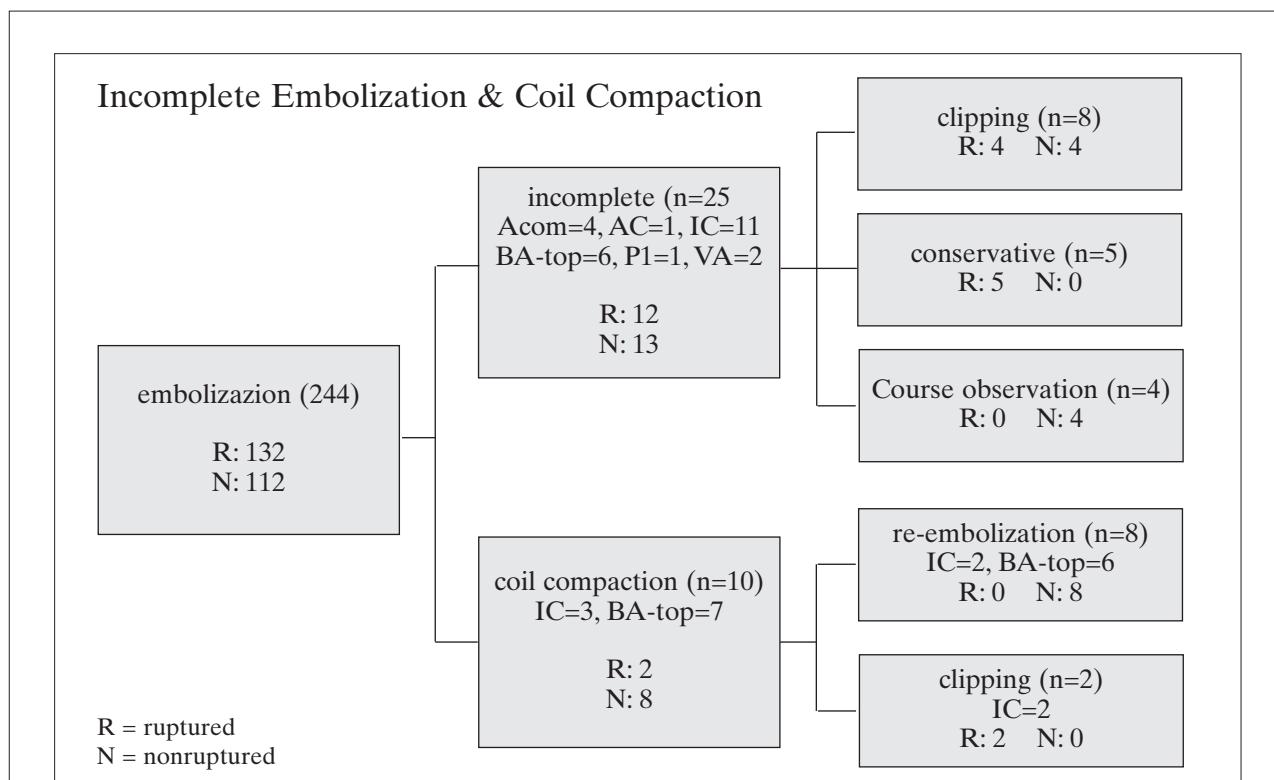 Incomplete Embolization & Coil Compaction
embolizazion (244)
R: 132
N: 112
incomplete (n=25
Acom=4, AC=1, IC=11
BA-top=6, P1=1, VA=2
R: 12
N: 13
clipping (n=8)
R: 4 N: 4
conservative (n=5)
R: 5 N: 0
Course observation (n=4)
R: 0 N: 4
coil compaction (n=10)
IC=3, BA-top=7
R: 2
N: 8
re-embolization (n=8)
IC=2, BA-top=6
R: 0 N: 8
clipping (n=2)
IC=2
R: 2 N: 0
R = ruptured
N = nonruptured